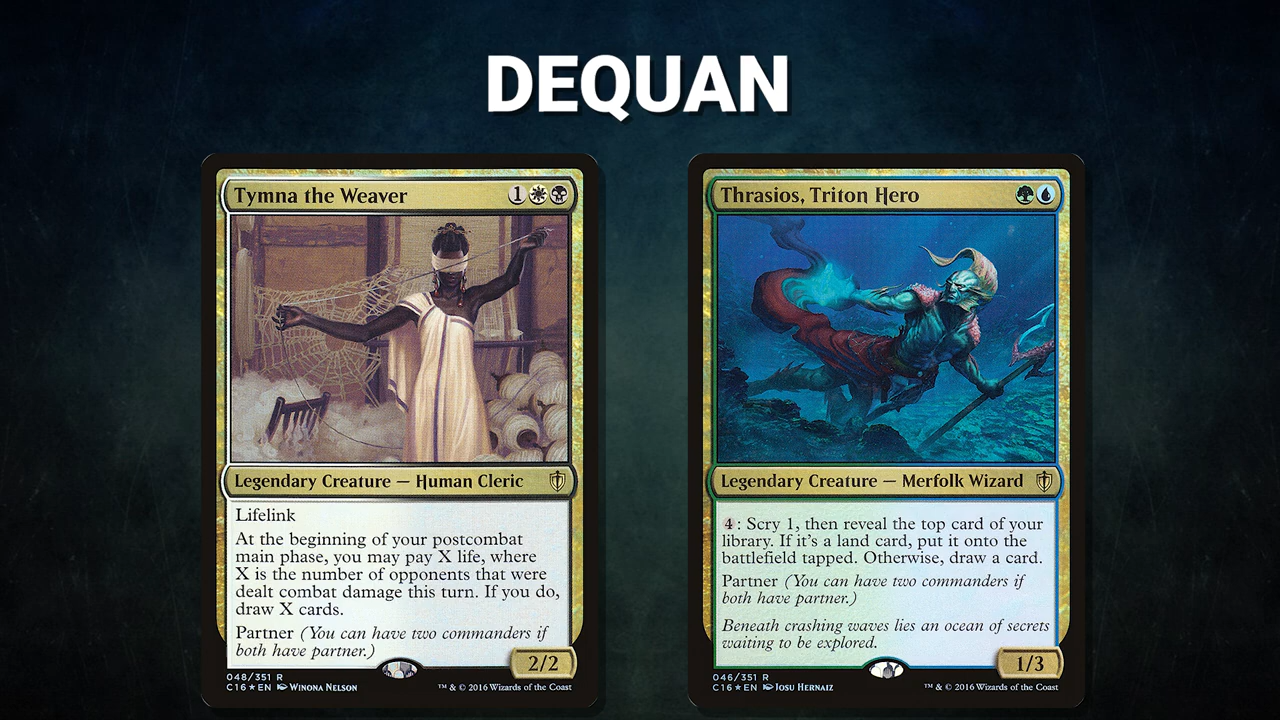 DEQUAN
Tymna the Weaver 1
Legendary Creature — Human Cleric
Lifelink
At the beginning of your postcombat
main phase, you may pay X life, where
X is the number of opponents that were
dealt combat damage this turn. If you do,
draw X cards.
Partner (You can have two commanders if
both have partner.)
2/2
048/351 R
C16★EN Winona Nelson ™ & © 2016 Wizards of the Coast
Thrasios, Triton Hero
Legendary Creature — Merfolk Wizard
4: Scry 1, then reveal the top card of your
library. If it's a land card, put it onto the
battlefield tapped. Otherwise, draw a card.
Partner (You can have two commanders if
both have partner.)
Beneath crashing waves lies an ocean of secrets
waiting to be explored.
1/3
046/351 R
C16★EN Josu Hernaiz ™ & © 2016 Wizards of the Coast